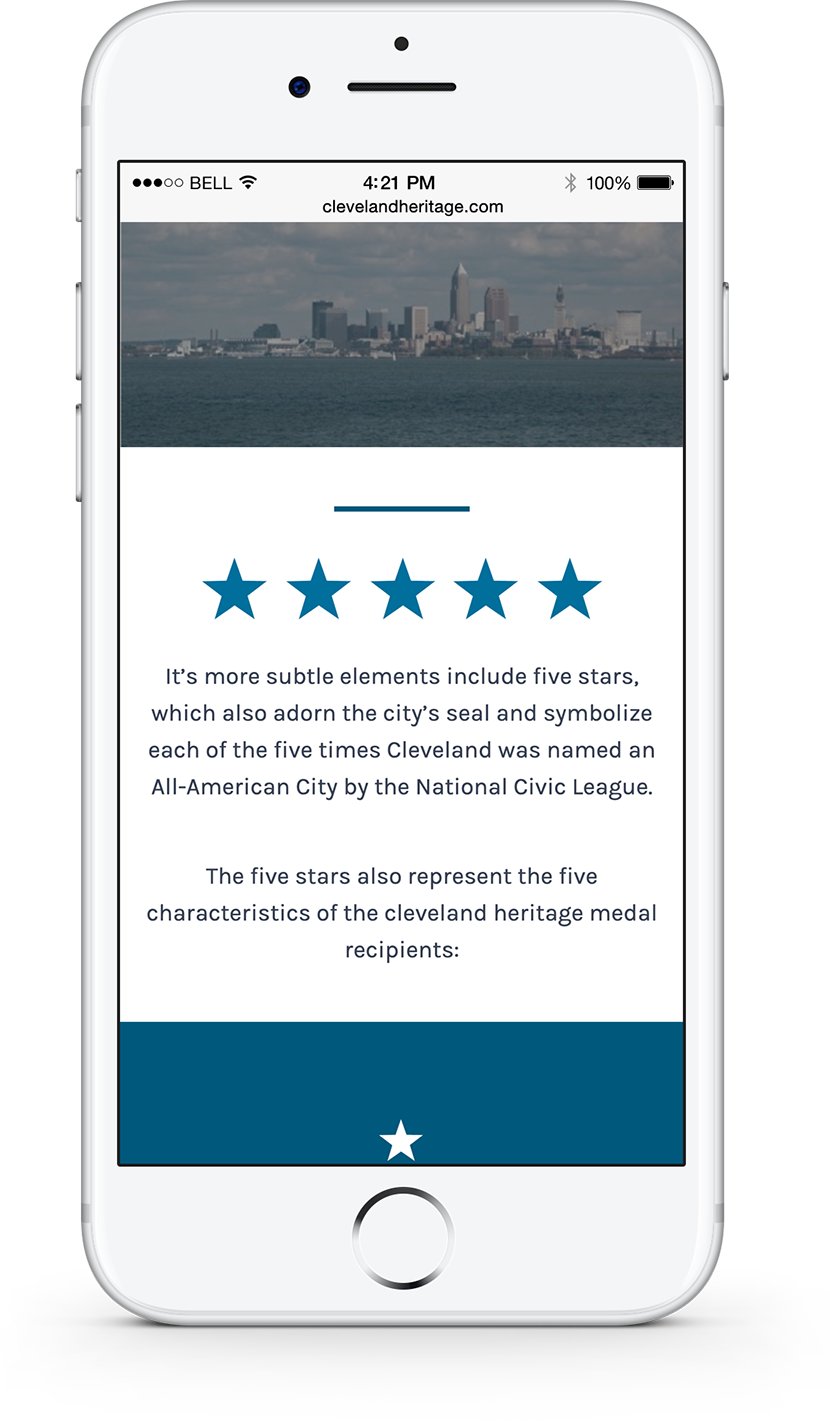 BELL 4:21 PM 100%
clevelandheritage.com
It’s more subtle elements include five stars,
which also adorn the city’s seal and symbolize
each of the five times Cleveland was named an
All-American City by the National Civic League.
The five stars also represent the five
characteristics of the cleveland heritage medal
recipients: